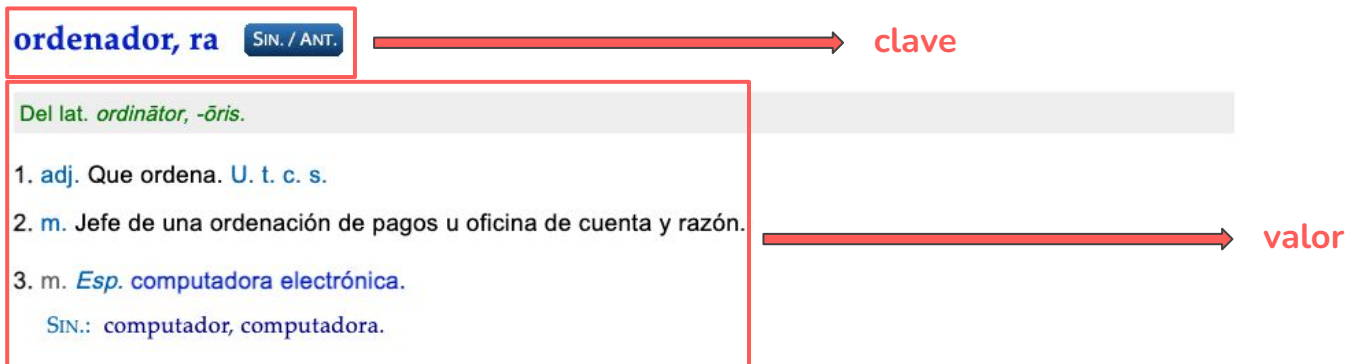 ordenador, ra SIN. / ANT. clave
Del lat. ordinātor, -ōris.
1. adj. Que ordena. U. t. c. s.
2. m. Jefe de una ordenación de pagos u oficina de cuenta y razón.
valor
3. m. Esp. computadora electrónica.
SIN.: computador, computadora.